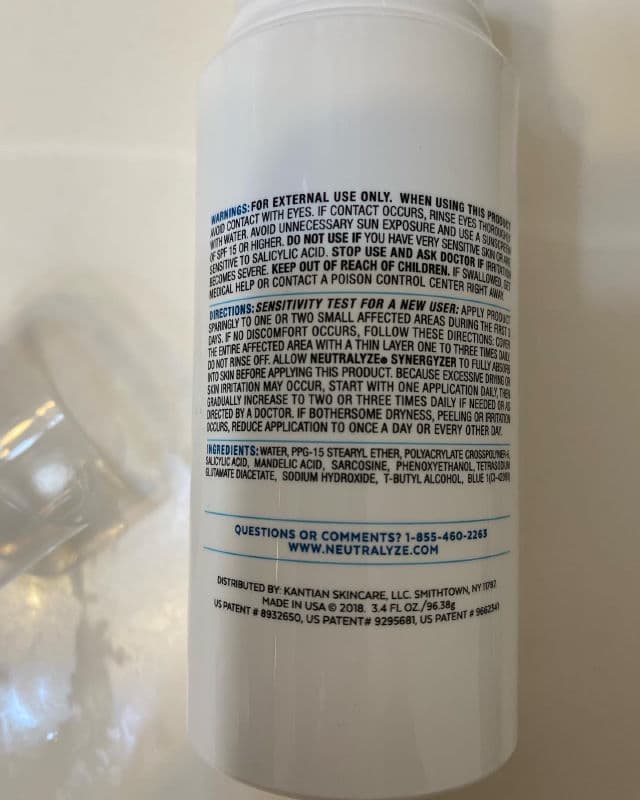 WARNINGS: FOR EXTERNAL USE ONLY. WHEN USING THIS PRODUCT
AVOID CONTACT WITH EYES. IF CONTACT OCCURS, RINSE EYES THOROUGHLY
WITH WATER. AVOID UNNECESSARY SUN EXPOSURE AND USE A SUNSCREEN
OF SPF 15 OR HIGHER. DO NOT USE IF YOU HAVE VERY SENSITIVE SKIN OR ARE
SENSITIVE TO SALICYLIC ACID. STOP USE AND ASK DOCTOR IF IRRITATION
BECOMES SEVERE. KEEP OUT OF REACH OF CHILDREN. IF SWALLOWED, GET
MEDICAL HELP OR CONTACT A POISON CONTROL CENTER RIGHT AWAY.
DIRECTIONS: SENSITIVITY TEST FOR A NEW USER: APPLY PRODUCT
SPARINGLY TO ONE OR TWO SMALL AFFECTED AREAS DURING THE FIRST 3
DAYS. IF NO DISCOMFORT OCCURS, FOLLOW THESE DIRECTIONS: COVER
THE ENTIRE AFFECTED AREA WITH A THIN LAYER ONE TO THREE TIMES DAILY.
DO NOT RINSE OFF. ALLOW NEUTRALYZE® SYNERGYZER TO FULLY ABSORB
INTO SKIN BEFORE APPLYING THIS PRODUCT. BECAUSE EXCESSIVE DRYING OR
SKIN IRRITATION MAY OCCUR, START WITH ONE APPLICATION DAILY, THEN
GRADUALLY INCREASE TO TWO OR THREE TIMES DAILY IF NEEDED OR AS
DIRECTED BY A DOCTOR. IF BOTHERSOME DRYNESS, PEELING OR IRRITATION
OCCURS, REDUCE APPLICATION TO ONCE A DAY OR EVERY OTHER DAY.
INGREDIENTS: WATER, PPG-15 STEARYL ETHER, POLYACRYLATE CROSSPOLYMER-6,
SALICYLIC ACID, MANDELIC ACID, SARCOSINE, PHENOXYETHANOL, TETRASODIUM
GLUTAMATE DIACETATE, SODIUM HYDROXIDE, T-BUTYL ALCOHOL, BLUE 1
QUESTIONS OR COMMENTS? 1-855-460-2263
WWW.NEUTRALYZE.COM
DISTRIBUTED BY: KANTIAN SKINCARE, LLC. SMITHTOWN, NY 11787
MADE IN USA © 2018. 3.4 FL OZ./96.38g
US PATENT # 8932650, US PATENT# 9295681, US PATENT # 9662341